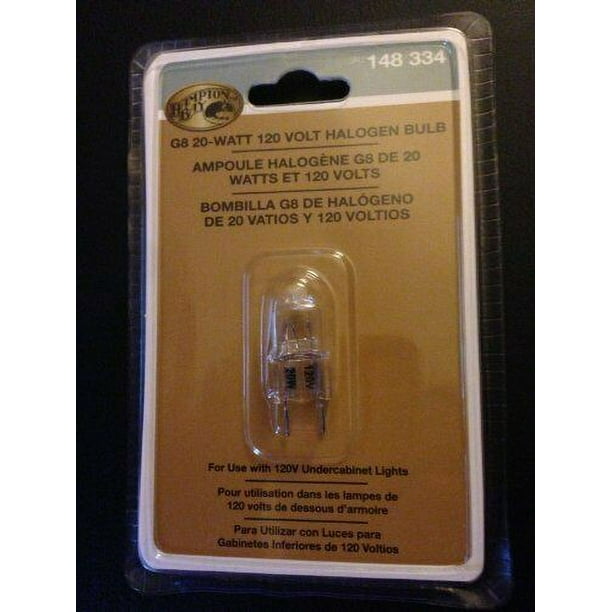 148 334
HAMPTON
BAY
G8 20-WATT 120 VOLT HALOGEN BULB
AMPOULE HALOGÈNE G8 DE 20
WATTS ET 120 VOLTS
BOMBILLA G8 DE HALÓGENO
DE 20 VATIOS Y 120 VOLTIOS
20W
120V
For Use with 120V Undercabinet Lights
Pour utilisation dans les lampes de
120 volts de dessous d'armoire
Para Utilizar con Luces para
Gabinetes Inferiores de 120 Voltios